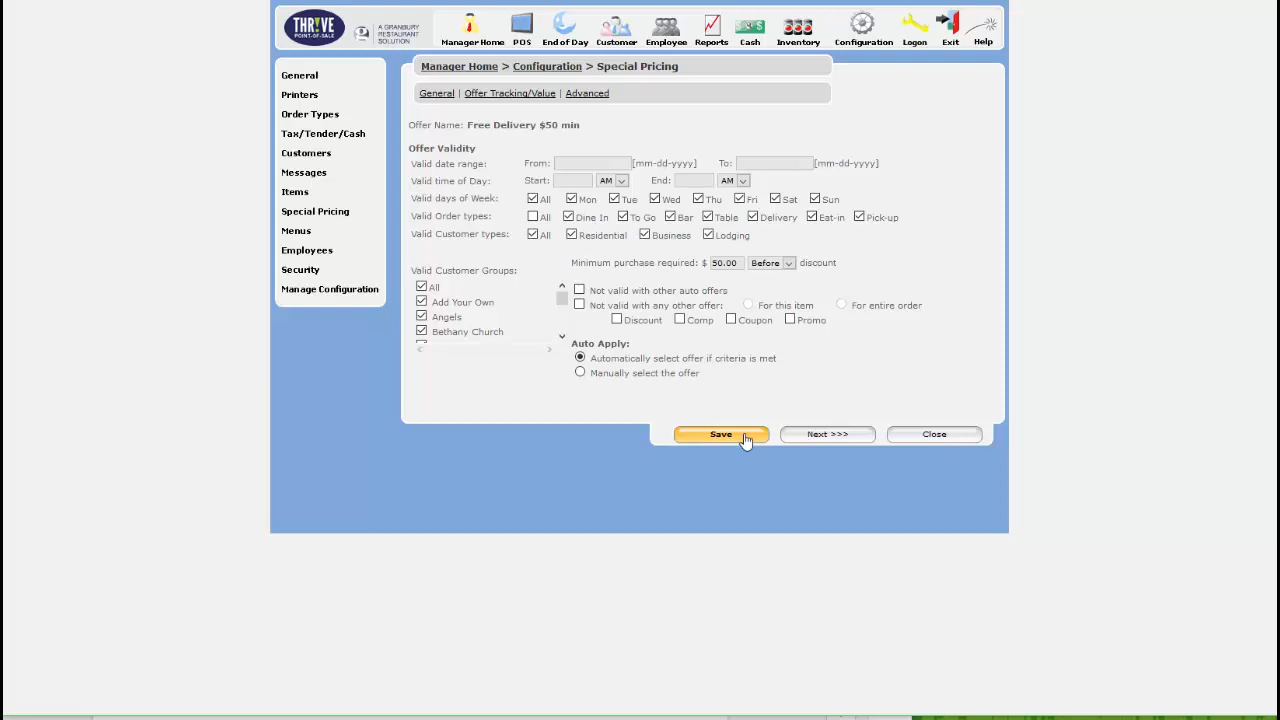 THR!VE
POINT-OF-SALE
A GRANBURY
RESTAURANT
SOLUTION
Manager Home POS End of Day Customer Employee Reports Cash Inventory Configuration Logon Exit Help
General
Printers
Order Types
Tax/Tender/Cash
Customers
Messages
Items
Special Pricing
Menus
Employees
Security
Manage Configuration
Manager Home > Configuration > Special Pricing
General | Offer Tracking/Value | Advanced
Offer Name: Free Delivery $50 min
Offer Validity
Valid date range: From: [mm-dd-yyyy] To: [mm-dd-yyyy]
Valid time of Day: Start: AM End: AM
Valid days of Week: All Mon Tue Wed Thu Fri Sat Sun
Valid Order types: All Dine In To Go Bar Table Delivery Eat-in Pick-up
Valid Customer types: All Residential Business Lodging
Minimum purchase required: $ 50.00 Before discount
Valid Customer Groups:
All
Add Your Own
Angels
Bethany Church
Not valid with other auto offers
Not valid with any other offer: For this item For entire order
Discount Comp Coupon Promo
Auto Apply:
Automatically select offer if criteria is met
Manually select the offer
Save Next >>> Close